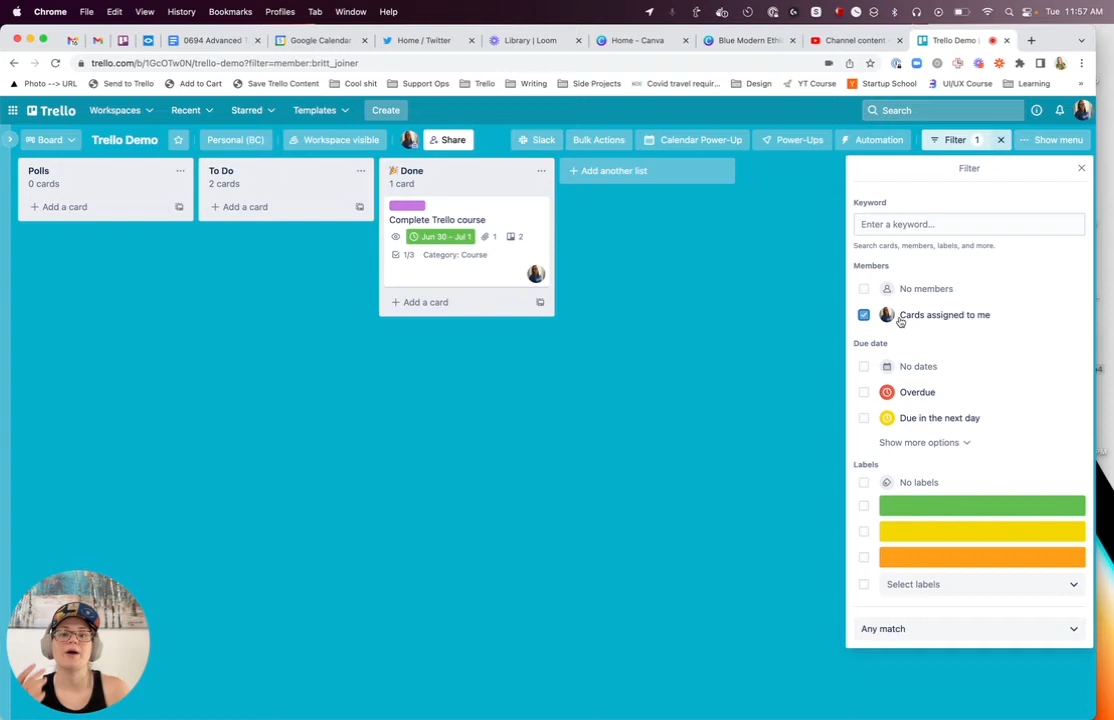 Chrome File Edit View History Bookmarks Profiles Tab Window Help Tue Jun 11:57 AM
0694 Advanced T Google Calendar Home / Twitter Library | Loom Home - Canva Blue Modern Ethi Channel content Trello Demo |
trello.com/b/1GcOTw0N/trello-demo?filter=member:britt_joiner
Photo --> URL Send to Trello Add to Cart Save Trello Content Cool shit Trello Writing Side Projects Covid travel requir... Design YT Course Startup School UI/UX Course Learning »
Trello Workspaces Recent Starred Templates Create Search
Board Trello Demo Personal (BC) Workspace visible Share Slack Bulk Actions Calendar Power-Up Power-Ups Automation Filter 1 Show menu
Polls
0 cards
+ Add a card
To Do
2 cards
+ Add a card
🎉 Done
1 card
Complete Trello course
Jun 30 - Jul 1 1 2
1/3 Category: Course
+ Add a card
+ Add another list
Filter
Keyword
Enter a keyword...
Search cards, members, labels, and more.
Members
No members
Cards assigned to me
Due date
No dates
Overdue
Due in the next day
Show more options
Labels
No labels
Select labels
Any match